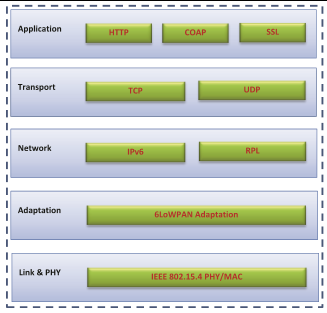 Application
HTTP
COAP
SSL
Transport
TCP
UDP
Network
IPv6
RPL
Adaptation
6LoWPAN Adaptation
Link & PHY
IEEE 802.15.4 PHY/MAC